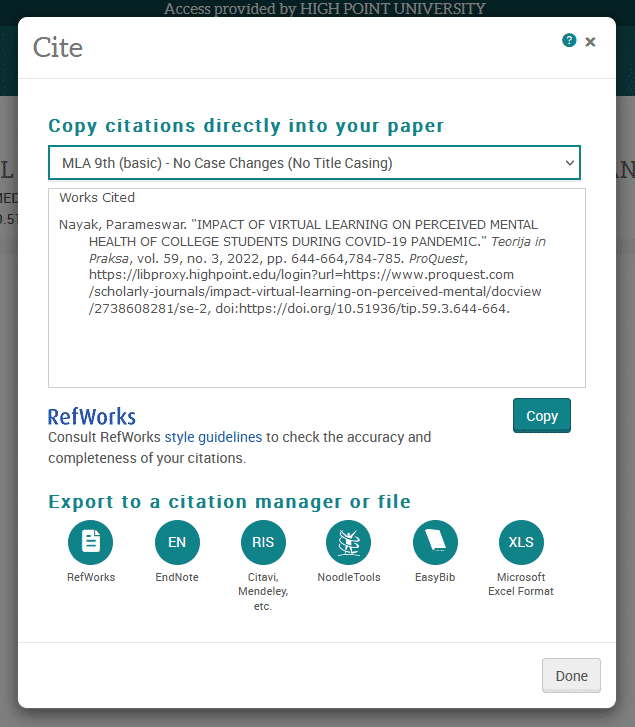 Access provided by HIGH POINT UNIVERSITY
Cite
?
×
Copy citations directly into your paper
MLA 9th (basic) - No Case Changes (No Title Casing)
Works Cited
Nayak, Parameswar. "IMPACT OF VIRTUAL LEARNING ON PERCEIVED MENTAL
HEALTH OF COLLEGE STUDENTS DURING COVID-19 PANDEMIC." Teorija in
Praksa, vol. 59, no. 3, 2022, pp. 644-664,784-785. ProQuest,
https://libproxy.highpoint.edu/login?url=https://www.proquest.com
/scholarly-journals/impact-virtual-learning-on-perceived-mental/docview
/2738608281/se-2, doi:https://doi.org/10.51936/tip.59.3.644-664.
RefWorks
Copy
Consult RefWorks style guidelines to check the accuracy and
completeness of your citations.
Export to a citation manager or file
EN RIS XLS
RefWorks EndNote Citavi, NoodleTools EasyBib Microsoft
Mendeley, Excel Format
etc.
Done